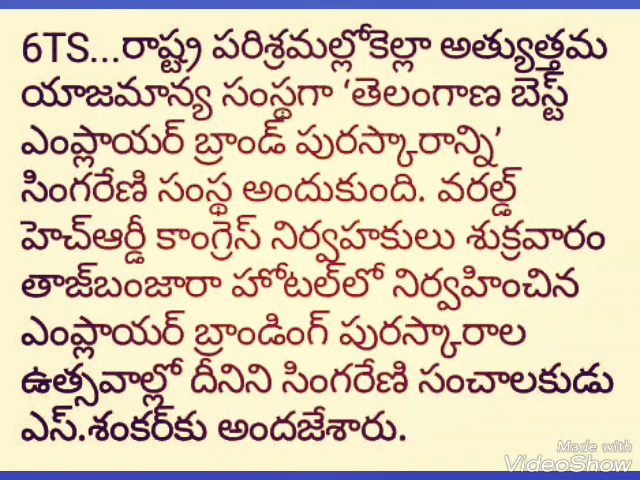 6TS...రాష్ట్ర పరిశ్రమల్లోకెల్లా అత్యుత్తమ
యాజమాన్య సంస్థగా ‘తెలంగాణ బెస్ట్
ఎంప్లాయర్ బ్రాండ్ పురస్కారాన్ని’
సింగరేణి సంస్థ అందుకుంది. వరల్డ్
హెచ్ఆర్డీ కాంగ్రెస్ నిర్వహకులు శుక్రవారం
తాజ్‌బంజారా హోటల్‌లో నిర్వహించిన
ఎంప్లాయర్ బ్రాండింగ్ పురస్కారాల
ఉత్సవాల్లో దీనిని సింగరేణి సంచాలకుడు
ఎస్.శంకర్‌కు అందజేశారు.
Made with
VideoShow